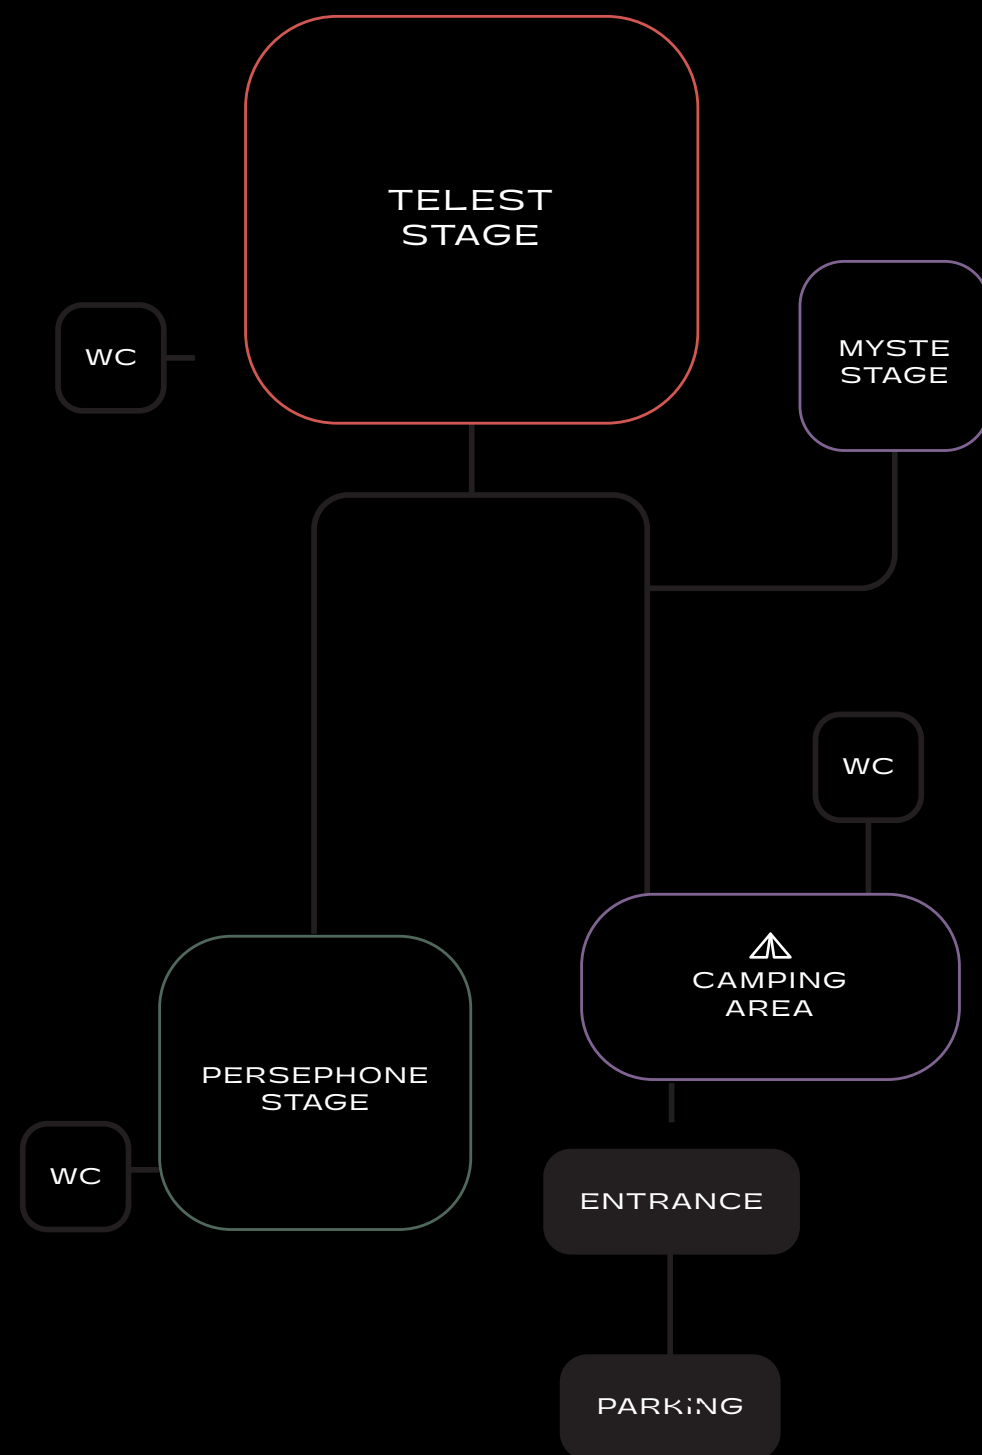 TELEST
STAGE
MYSTE
STAGE
WC
WC
CAMPING
AREA
PERSEPHONE
STAGE
WC
ENTRANCE
PARKING